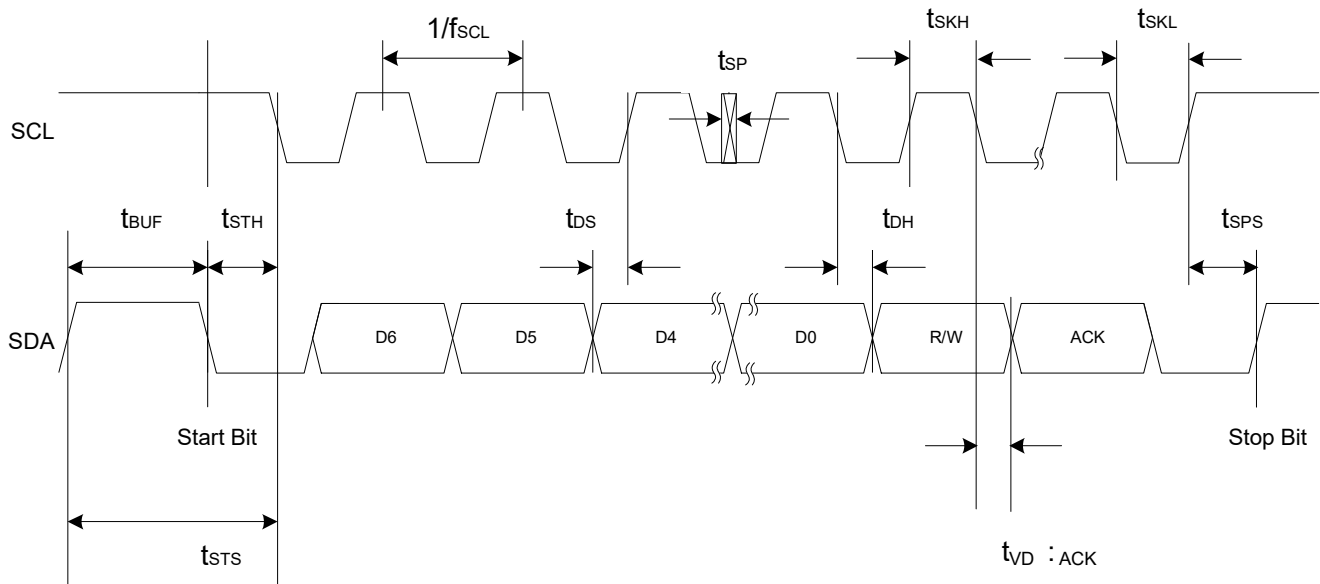 1/fSCL
tSKH
tSKL
tSP
SCL
tBUF
tSTH
tDS
tDH
tSPS
SDA
D6
D5
D4
D0
R/W
ACK
Start Bit
Stop Bit
tSTS
tVD :ACK